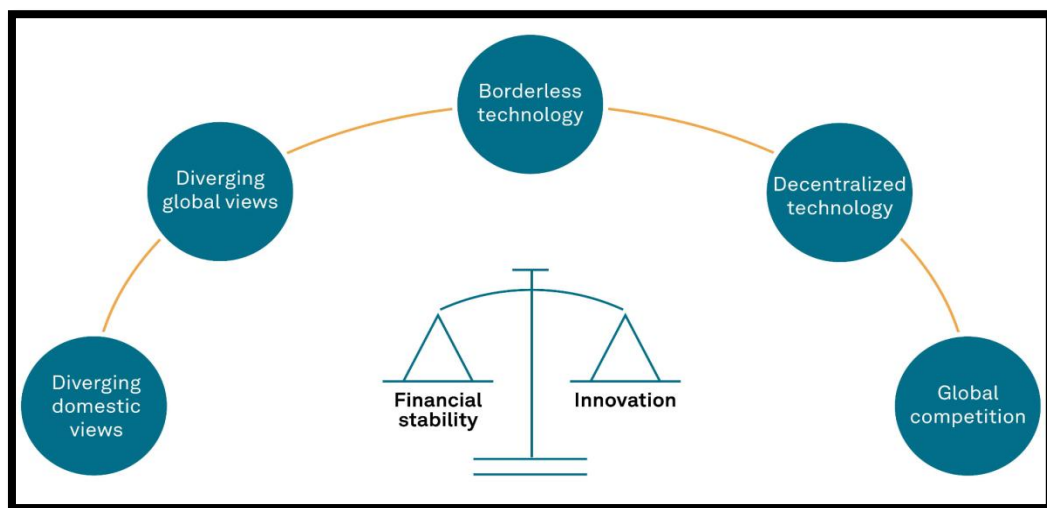 Borderless
technology
Diverging
global views
Decentralized
technology
Diverging
domestic
views
Financial
stability
Innovation
Global
competition